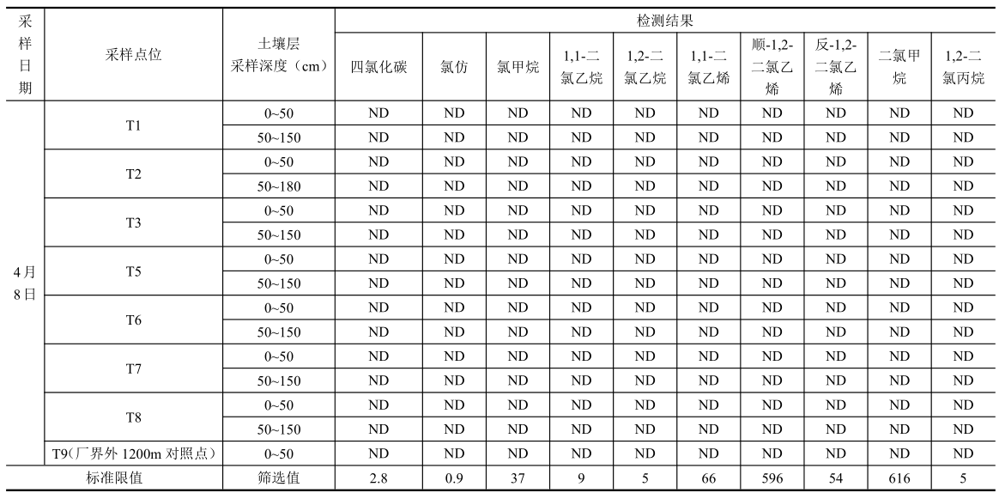 采样日期 采样点位 土壤层采样深度（cm） 检测结果
四氯化碳 氯仿 氯甲烷 1,1-二氯乙烷 1,2-二氯乙烷 1,1-二氯乙烯 顺-1,2-二氯乙烯 反-1,2-二氯乙烯 二氯甲烷 1,2-二氯丙烷
4月8日 T1 0~50 ND ND ND ND ND ND ND ND ND ND
50~150 ND ND ND ND ND ND ND ND ND ND
T2 0~50 ND ND ND ND ND ND ND ND ND ND
50~180 ND ND ND ND ND ND ND ND ND ND
T3 0~50 ND ND ND ND ND ND ND ND ND ND
50~150 ND ND ND ND ND ND ND ND ND ND
T5 0~50 ND ND ND ND ND ND ND ND ND ND
50~150 ND ND ND ND ND ND ND ND ND ND
T6 0~50 ND ND ND ND ND ND ND ND ND ND
50~150 ND ND ND ND ND ND ND ND ND ND
T7 0~50 ND ND ND ND ND ND ND ND ND ND
50~150 ND ND ND ND ND ND ND ND ND ND
T8 0~50 ND ND ND ND ND ND ND ND ND ND
50~150 ND ND ND ND ND ND ND ND ND ND
T9（厂界外1200m对照点） 0~50 ND ND ND ND ND ND ND ND ND ND
标准限值 筛选值 2.8 0.9 37 9 5 66 596 54 616 5